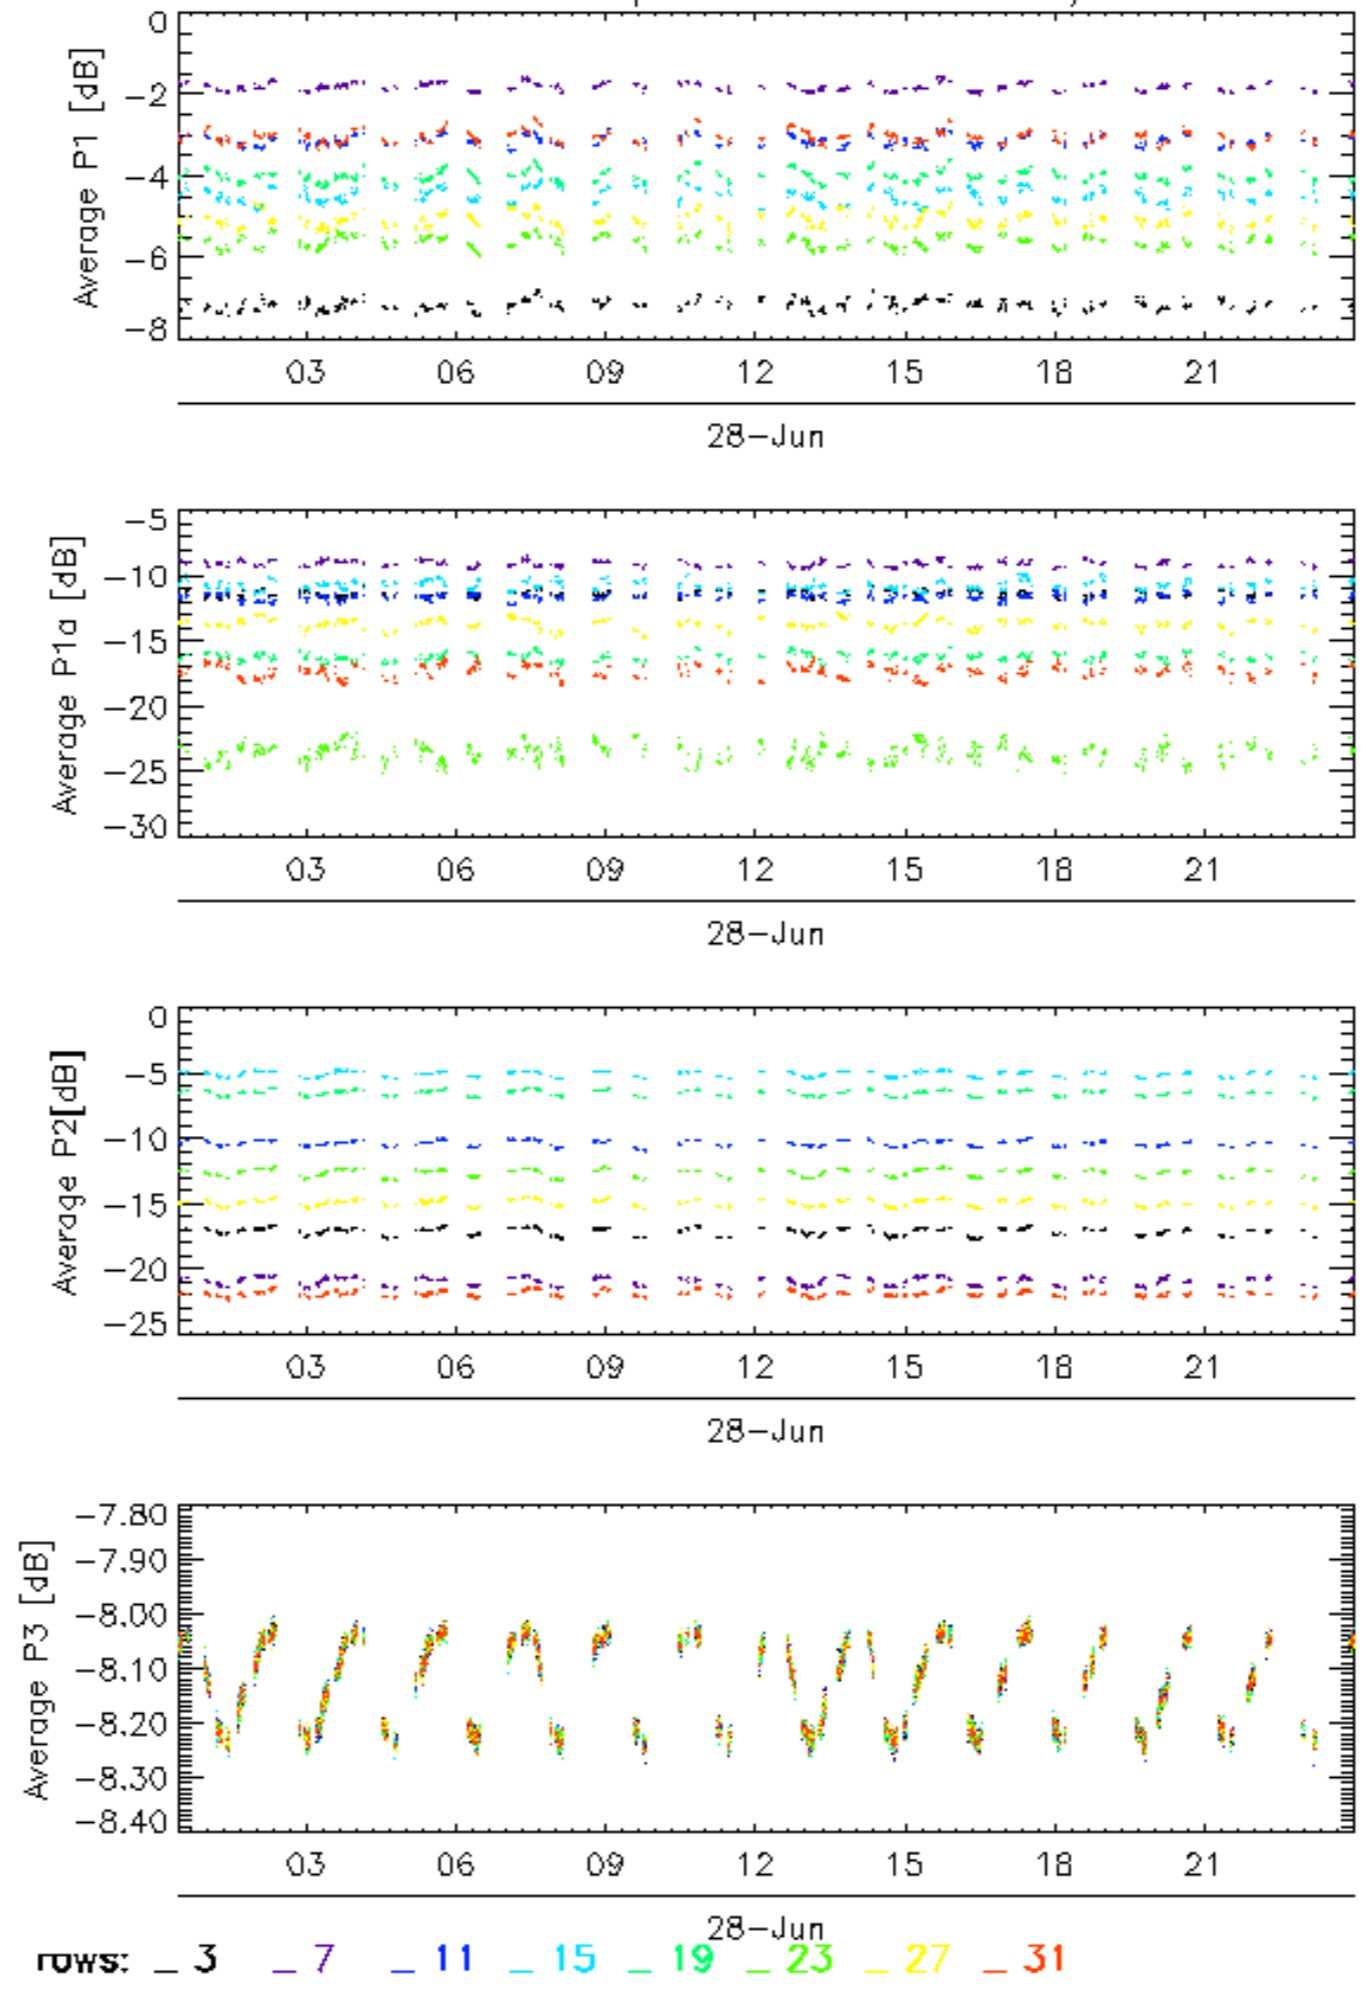 0
-2
-4
-6
-8
Average P1 [dB]
03 06 09 12 15 18 21
28-Jun
-5
-10
-15
-20
-25
-30
Average P1a [dB]
03 06 09 12 15 18 21
28-Jun
0
-5
-10
-15
-20
-25
Average P2[dB]
03 06 09 12 15 18 21
28-Jun
-7.80
-7.90
-8.00
-8.10
-8.20
-8.30
-8.40
Average P3 [dB]
03 06 09 12 15 18 21
28-Jun
rows: _ 3 _ 7 _ 11 _ 15 _ 19 _ 23 _ 27 _ 31